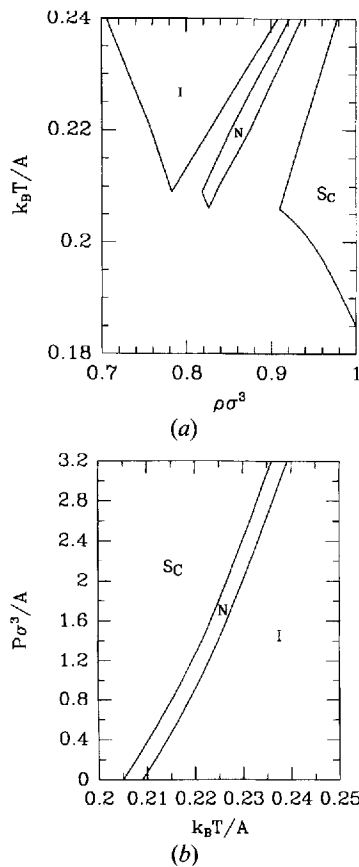 0.24
0.22
0.2
0.18
k_BT/A
I
N
S_C
0.7 0.8 0.9 1
ρσ³
(a)
3.2
2.8
2.4
2
1.6
1.2
0.8
0.4
0
Pσ³/A
S_C
N
I
0.2 0.21 0.22 0.23 0.24 0.25
k_BT/A
(b)